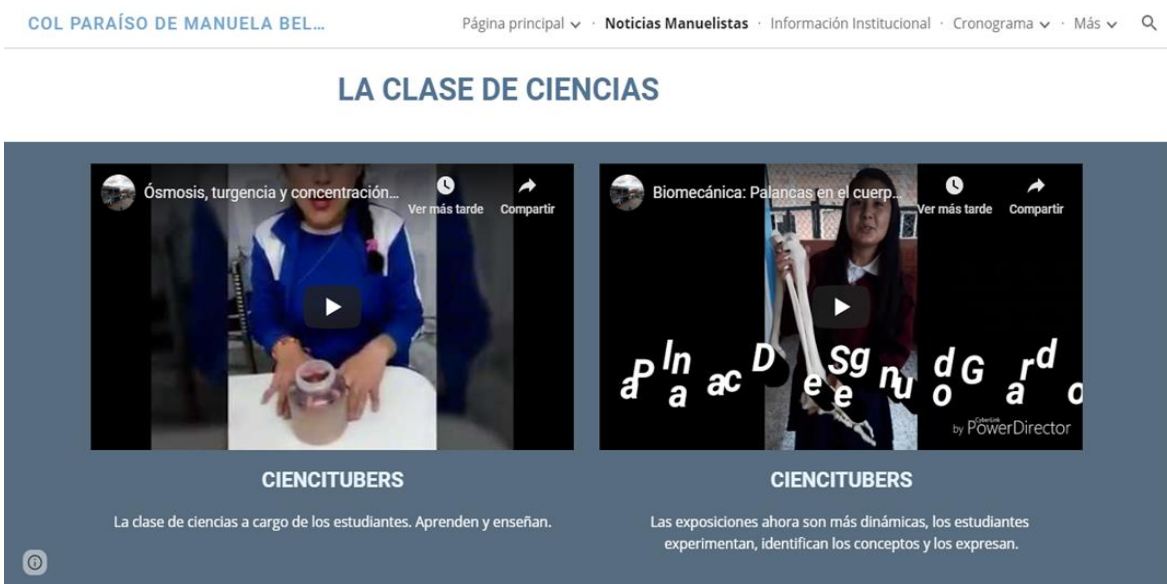 COL PARAÍSO DE MANUELA BEL...
Página principal · Noticias Manuelistas · Información Institucional · Cronograma · Más
LA CLASE DE CIENCIAS
Ósmosis, turgencia y concentración...
Ver más tarde
Compartir
Biomecánica: Palancas en el cuerp...
Ver más tarde
Compartir
CyberLink
by PowerDirector
CIENCITUBERS
La clase de ciencias a cargo de los estudiantes. Aprenden y enseñan.
CIENCITUBERS
Las exposiciones ahora son más dinámicas, los estudiantes
experimentan, identifican los conceptos y los expresan.